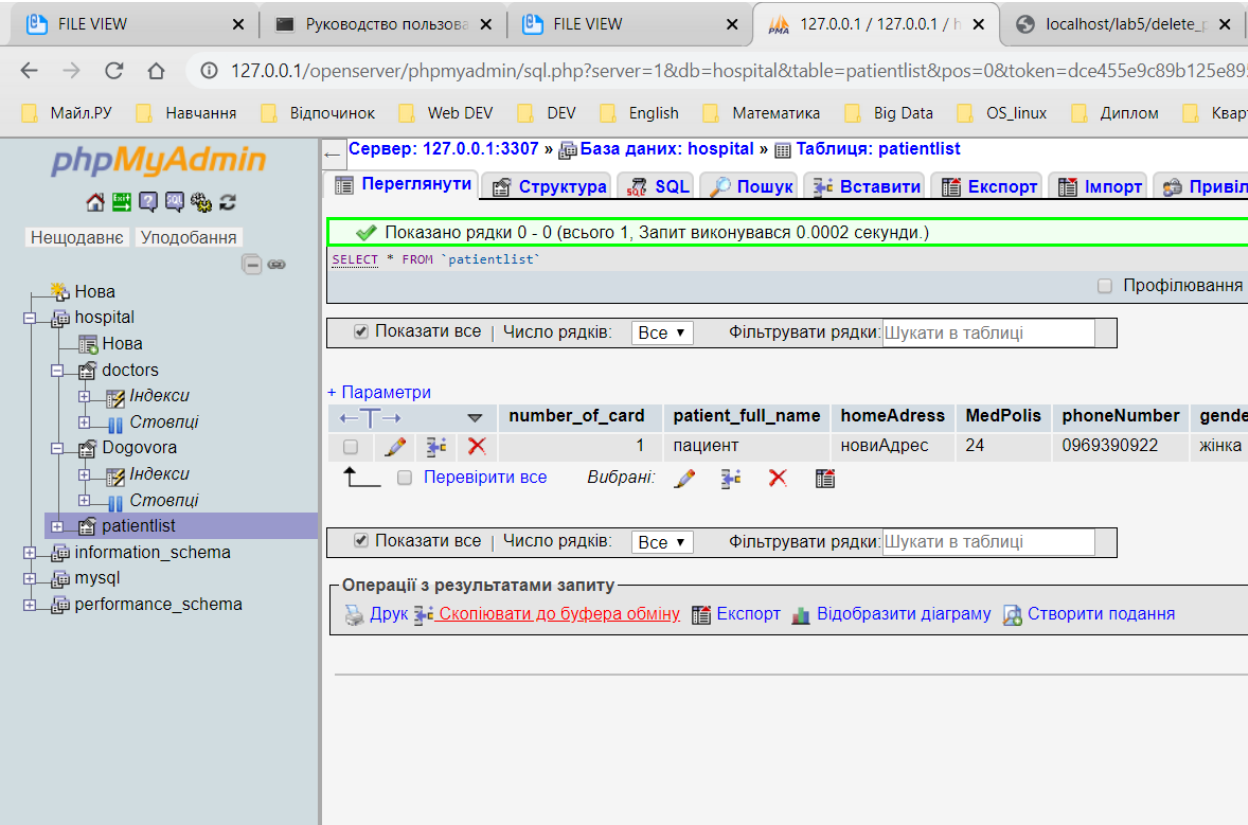 FILE VIEW
Руководство пользова
FILE VIEW
127.0.0.1 / 127.0.0.1 / h
localhost/lab5/delete_p
127.0.0.1/openserver/phpmyadmin/sql.php?server=1&db=hospital&table=patientlist&pos=0&token=dce455e9c89b125e895
Майл.РУ Навчання Відпочинок Web DEV DEV English Математика Big Data OS_linux Диплом Кварт
phpMyAdmin
Нещодавнє Уподобання
Нова
hospital
Нова
doctors
Індекси
Стовпці
Dogovora
Індекси
Стовпці
patientlist
information_schema
mysql
performance_schema
Сервер: 127.0.0.1:3307 » База даних: hospital » Таблиця: patientlist
Переглянути Структура SQL Пошук Вставити Експорт Імпорт Привіл
Показано рядки 0 - 0 (всього 1, Запит виконувався 0.0002 секунди.)
SELECT * FROM `patientlist`
Профілювання
Показати все | Число рядків: Все Фільтрувати рядки: Шукати в таблиці
+ Параметри
number_of_card patient_full_name homeAdress MedPolis phoneNumber gende
1 пациент новиАдрес 24 0969390922 жінка
Перевірити все Вибрані:
Показати все | Число рядків: Все Фільтрувати рядки: Шукати в таблиці
Операції з результатами запиту
Друк Скопіювати до буфера обміну Експорт Відобразити діаграму Створити подання